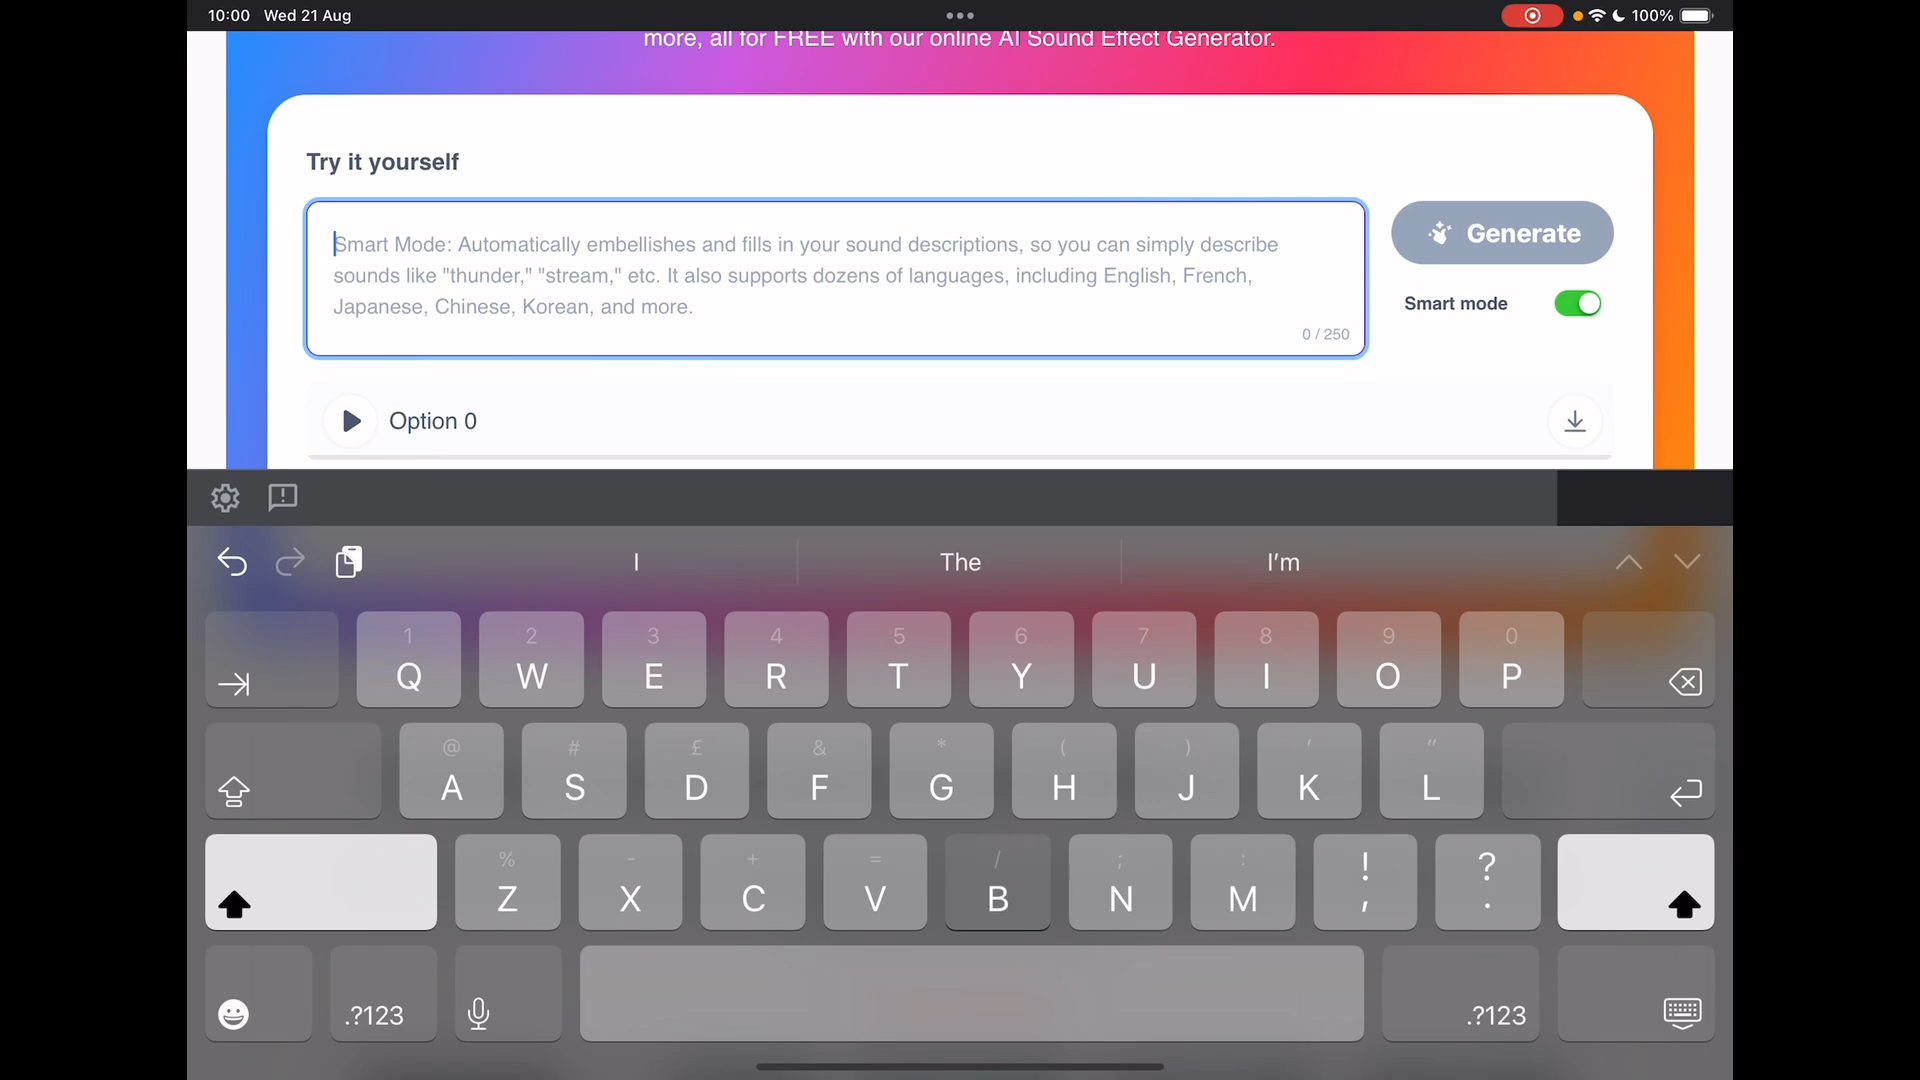 10:00 Wed 21 Aug
100%
more, all for FREE with our online AI Sound Effect Generator.
Try it yourself
Smart Mode: Automatically embellishes and fills in your sound descriptions, so you can simply describe
sounds like "thunder," "stream," etc. It also supports dozens of languages, including English, French,
Japanese, Chinese, Korean, and more.
0 / 250
Generate
Smart mode
Option 0
I The I’m
1 2 3 4 5 6 7 8 9 0
Q W E R T Y U I O P
@ # £ & * ( ) ' "
A S D F G H J K L
% - + = / ; : ! ?
Z X C V B N M , .
.?123 .?123